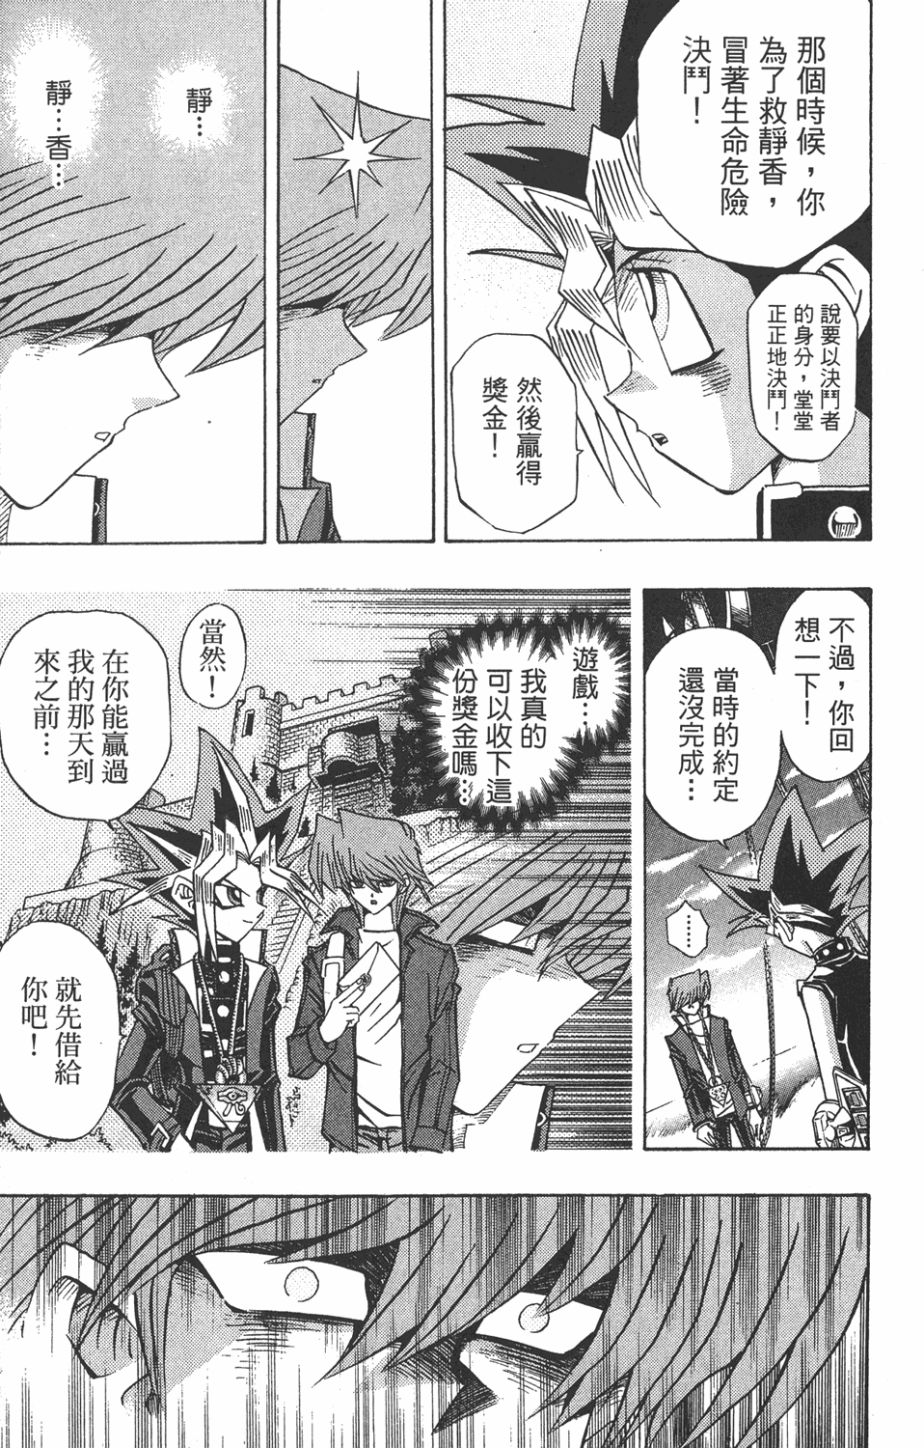 那個時候，你
為了救靜香，
冒著生命危險
決鬥！
說要以決鬥者
的身分，堂堂
正正地決鬥！
然後贏得
獎金！
靜…
靜…香…
不過，你回
想一下！
當時的約定
還沒完成…
……
遊戲…
我真的
可以收下這
份獎金嗎…
當然！
在你能贏過
我的那天到
來之前…
就先借給
你吧！